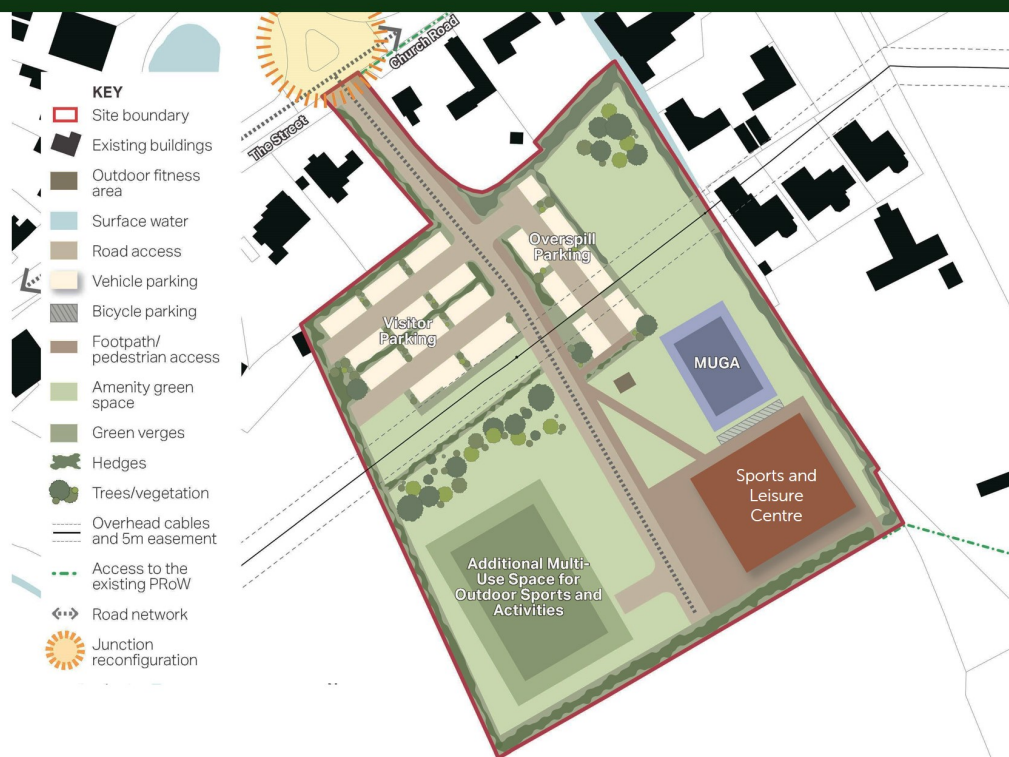 KEY
Site boundary
Existing buildings
Outdoor fitness
area
Surface water
Road access
Vehicle parking
Bicycle parking
Footpath/
pedestrian access
Amenity green
space
Green verges
Hedges
Trees/vegetation
Overhead cables
and 5m easement
Access to the
existing PRoW
Road network
Junction
reconfiguration
Church Road
The Street
Overspill
Parking
Visitor
Parking
MUGA
Sports and
Leisure
Centre
Additional Multi-
Use Space for
Outdoor Sports and
Activities